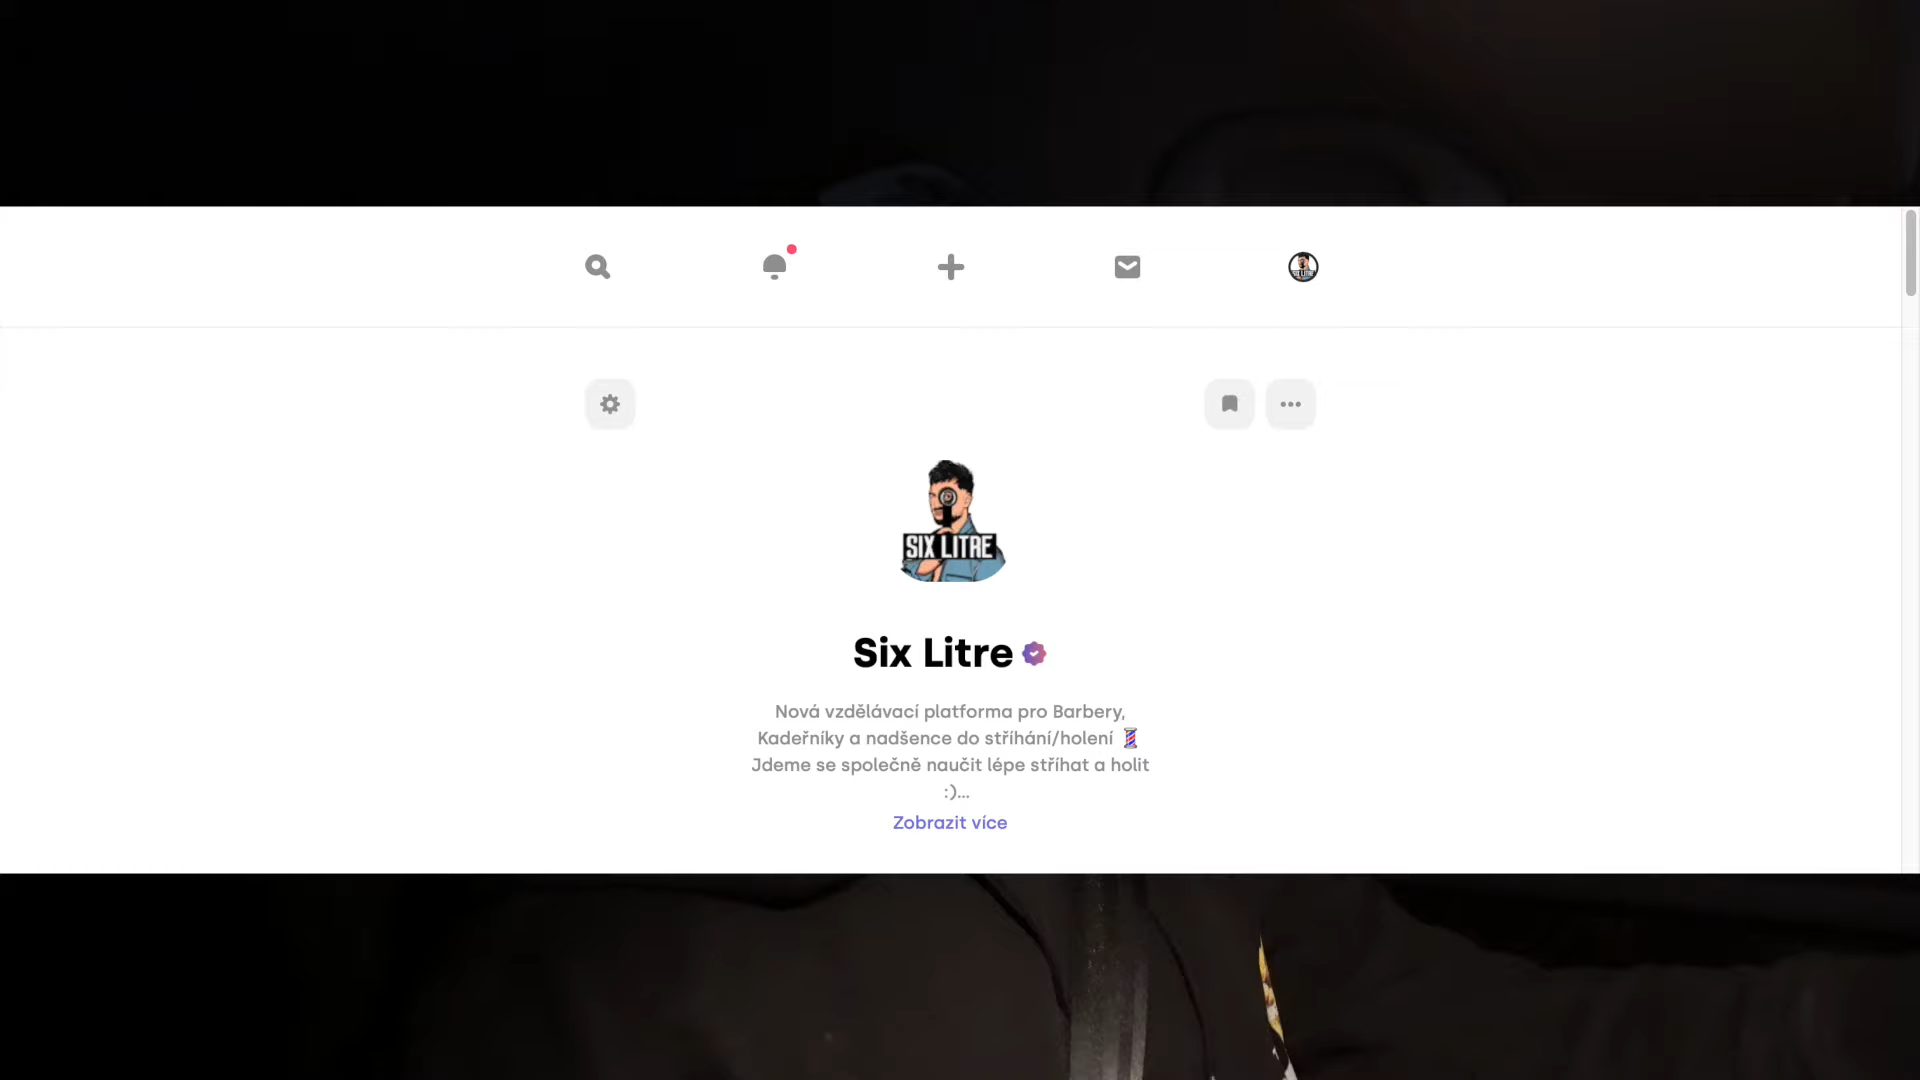 SIX LITRE
Six Litre
Nová vzdělávací platforma pro Barbery,
Kadeřníky a nadšence do stříhání/holení 💈
Jdeme se společně naučit lépe stříhat a holit
:)...
Zobrazit více